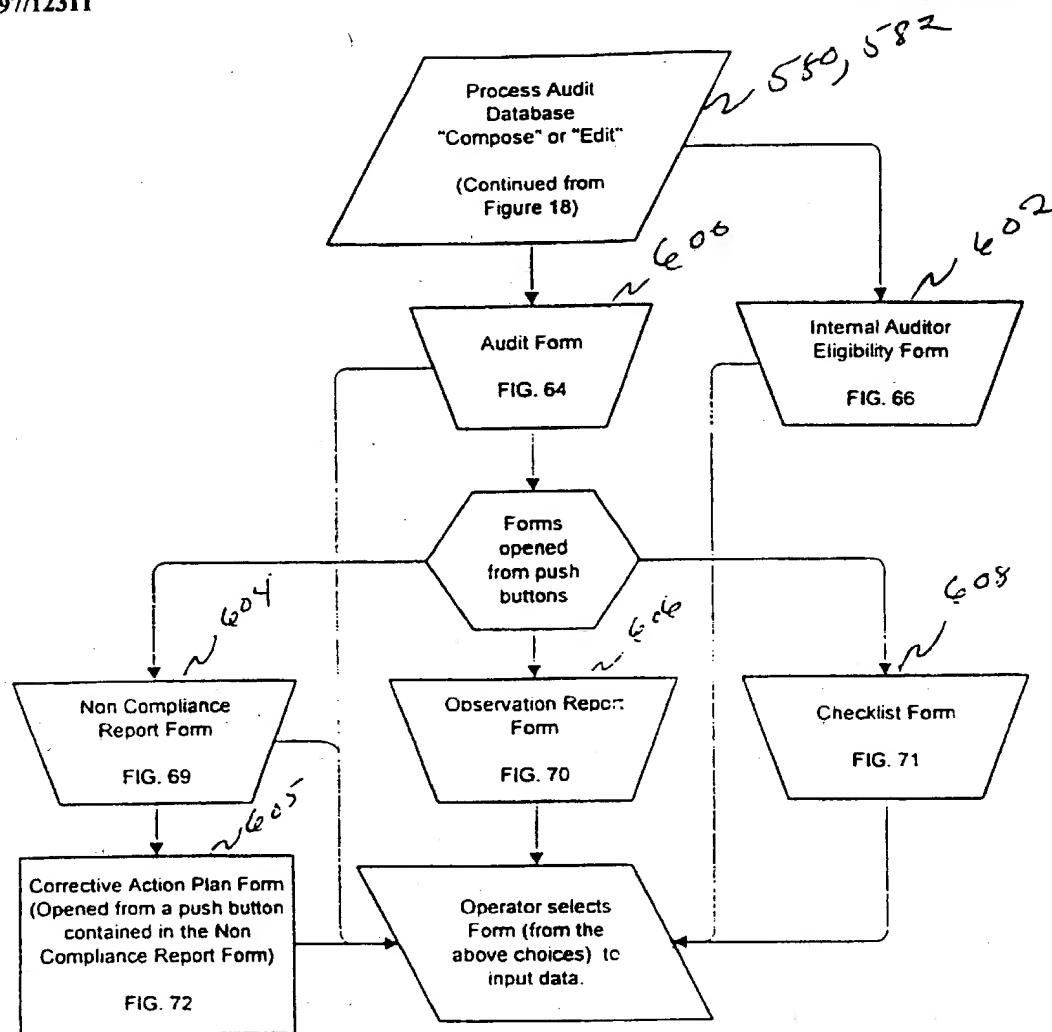 97/12311
Process Audit
Database
"Compose" or "Edit"
(Continued from
Figure 18)
580, 582
Audit Form
FIG. 64
600
Internal Auditor
Eligibility Form
FIG. 66
602
Forms
opened
from push
buttons
Non Compliance
Report Form
FIG. 69
604
Observation Report
Form
FIG. 70
606
Checklist Form
FIG. 71
608
Corrective Action Plan Form
(Opened from a push button
contained in the Non
Compliance Report Form)
FIG. 72
605
Operator selects
Form (from the
above choices) to
input data.